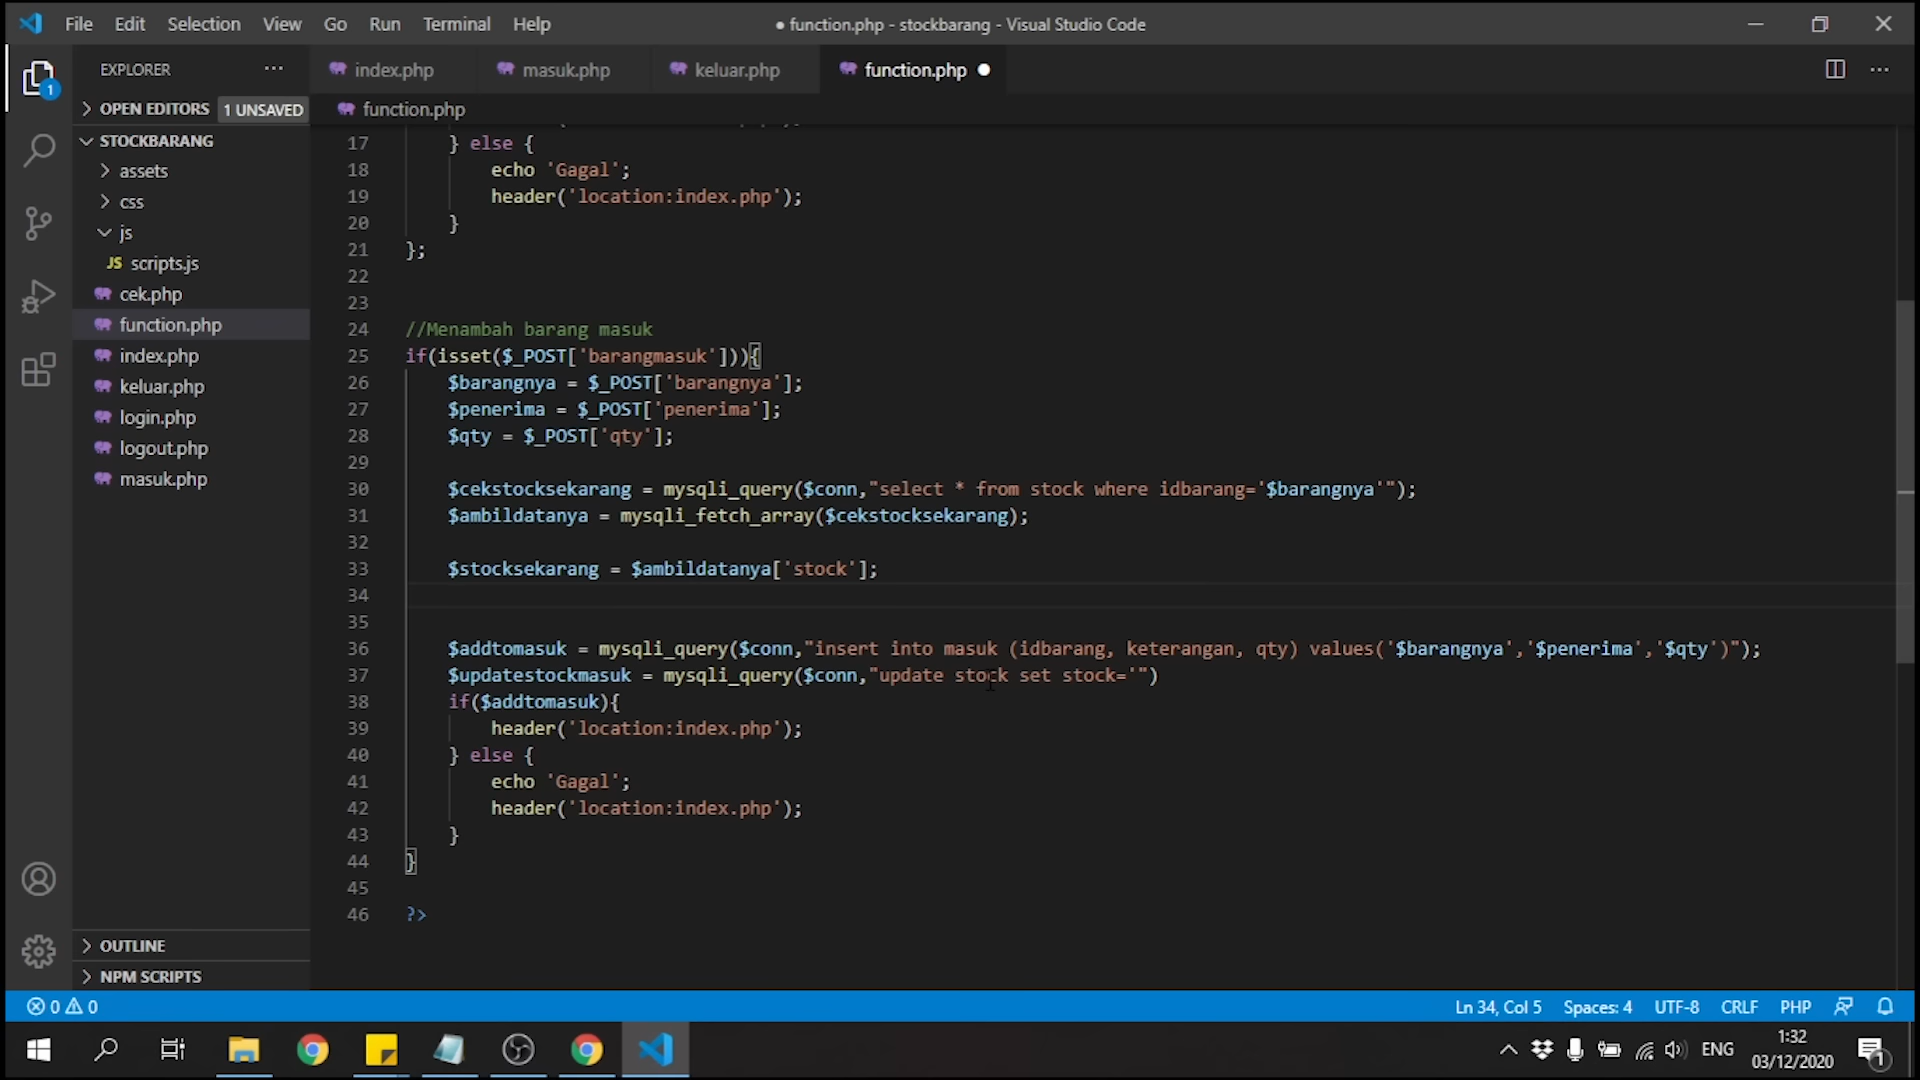 File Edit Selection View Go Run Terminal Help
● function.php - stockbarang - Visual Studio Code
EXPLORER
index.php masuk.php keluar.php function.php
OPEN EDITORS 1 UNSAVED
function.php
STOCKBARANG
assets
css
js
JS scripts.js
cek.php
function.php
index.php
keluar.php
login.php
logout.php
masuk.php
OUTLINE
NPM SCRIPTS
17 } else {
18 echo 'Gagal';
19 header('location:index.php');
20 }
21 };
22
23
24 //Menambah barang masuk
25 if(isset($_POST['barangmasuk'])){
26 $barangnya = $_POST['barangnya'];
27 $penerima = $_POST['penerima'];
28 $qty = $_POST['qty'];
29
30 $cekstocksekarang = mysqli_query($conn,"select * from stock where idbarang='$barangnya'");
31 $ambildatanya = mysqli_fetch_array($cekstocksekarang);
32
33 $stocksekarang = $ambildatanya['stock'];
34
35
36 $addtomasuk = mysqli_query($conn,"insert into masuk (idbarang, keterangan, qty) values('$barangnya','$penerima','$qty')");
37 $updatestockmasuk = mysqli_query($conn,"update stock set stock='")
38 if($addtomasuk){
39 header('location:index.php');
40 } else {
41 echo 'Gagal';
42 header('location:index.php');
43 }
44 }
45
46 ?>
1
0 0
Ln 34, Col 5 Spaces: 4 UTF-8 CRLF PHP
ENG
1:32
03/12/2020
1